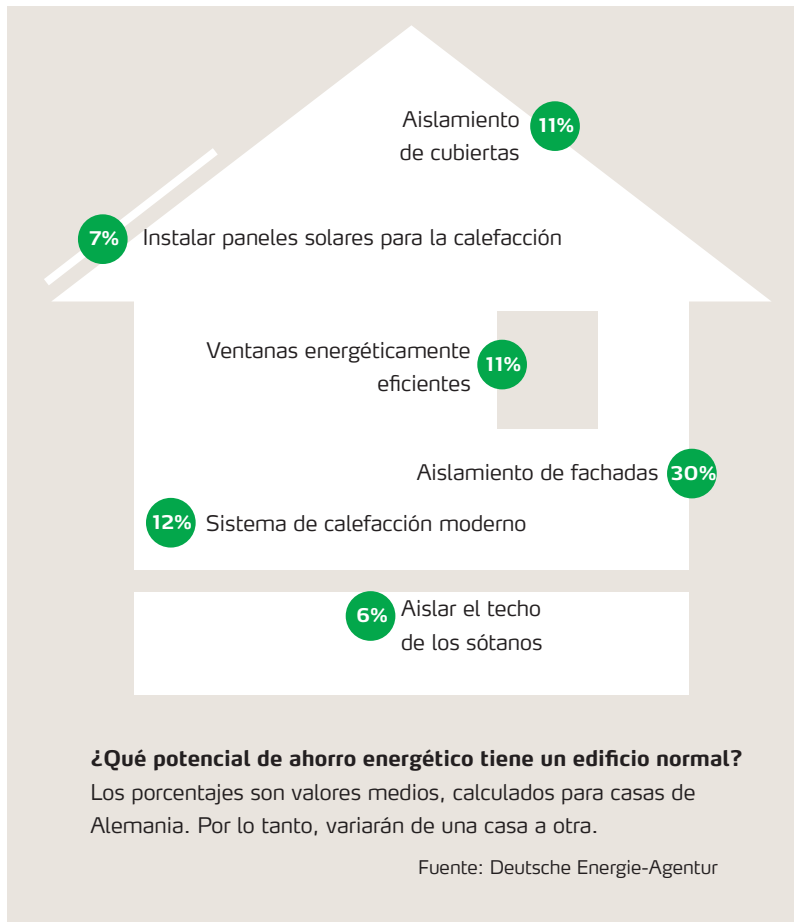 Aislamiento 11%
de cubiertas
7% Instalar paneles solares para la calefacción
Ventanas energéticamente 11%
eficientes
Aislamiento de fachadas 30%
12% Sistema de calefacción moderno
6% Aislar el techo
de los sótanos
¿Qué potencial de ahorro energético tiene un edificio normal?
Los porcentajes son valores medios, calculados para casas de
Alemania. Por lo tanto, variarán de una casa a otra.
Fuente: Deutsche Energie-Agentur